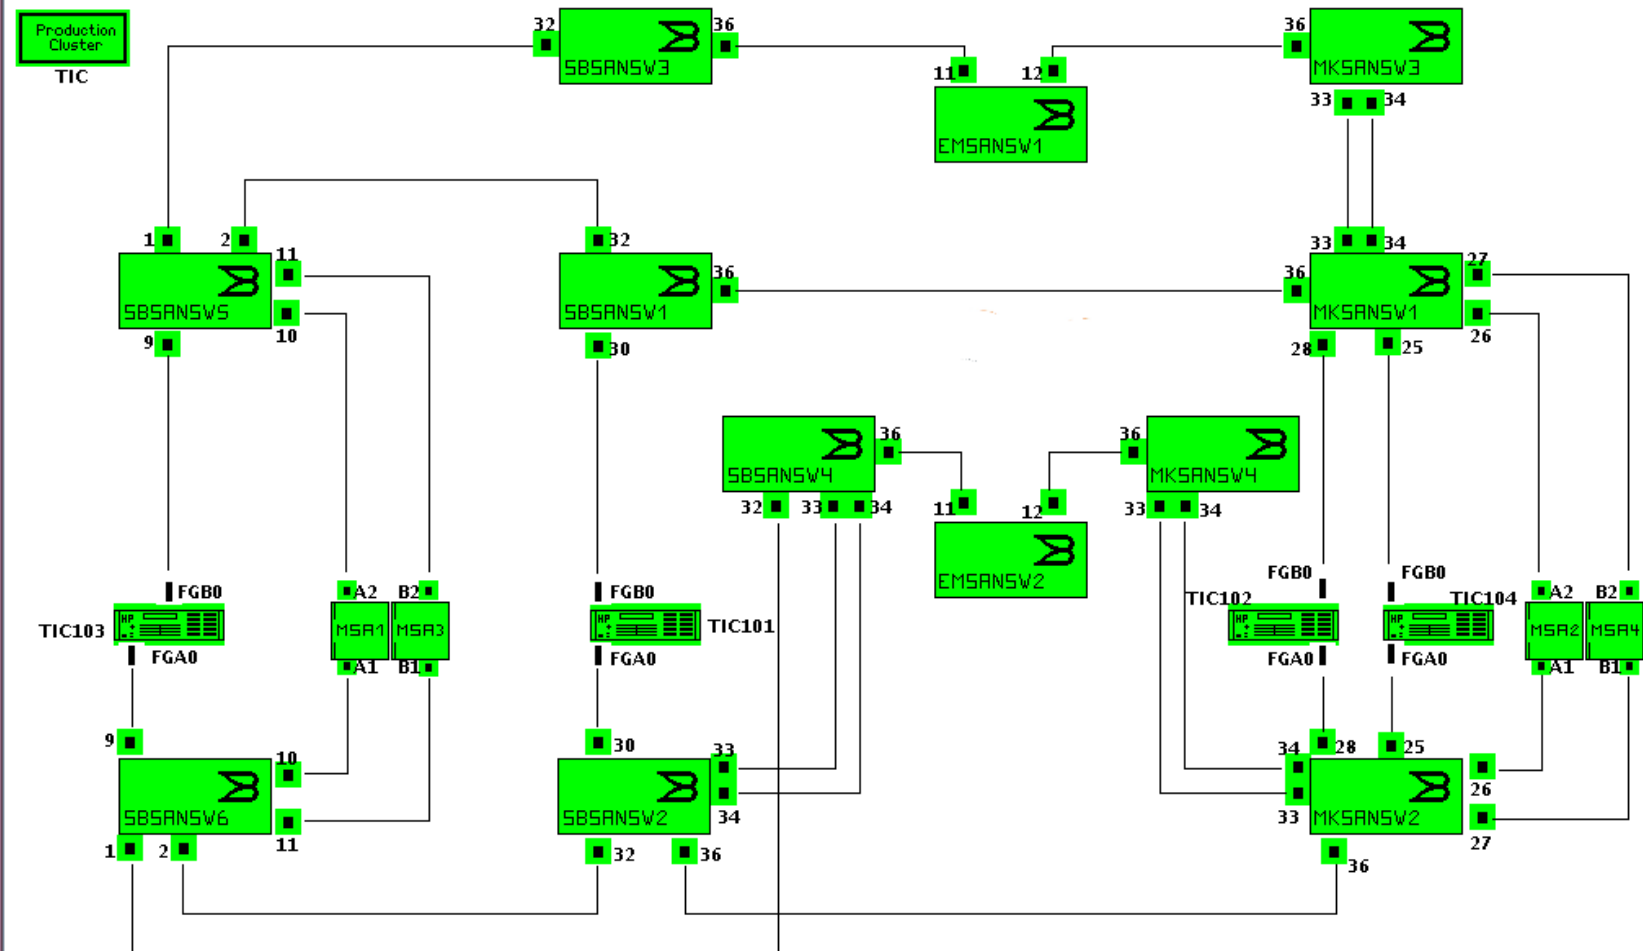 Production
Cluster
TIC
32
SBSANSW3
36
11
12
EMSANSW1
36
MKSANSW3
33
34
1
2
11
SBSANSW5
10
9
32
SBSANSW1
36
30
33
34
36
27
MKSANSW1
26
28
25
SBSANSW4
36
32
33
34
36
MKSANSW4
33
34
11
12
EMSANSW2
FGB0
TIC103
FGA0
A2
B2
MSA1
MSA3
A1
B1
FGB0
TIC101
FGA0
FGB0
TIC102
FGA0
FGB0
TIC104
FGA0
A2
B2
MSA2
MSA4
A1
B1
HP
HP
HP
HP
9
10
SBSANSW6
11
1
2
30
33
SBSANSW2
34
32
36
34
28
25
33
MKSANSW2
26
27
36